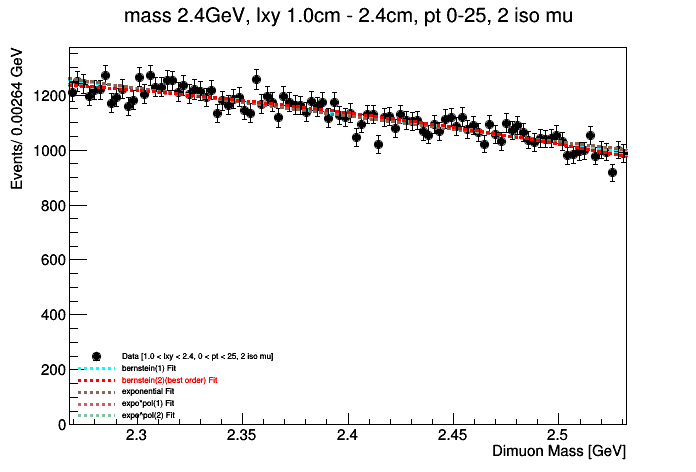 mass 2.4GeV, lxy 1.0cm - 2.4cm, pt 0-25, 2 iso mu
Events/ 0.00264 GeV
1200
1000
800
600
400
200
0
Data [1.0 < lxy < 2.4, 0 < pt < 25, 2 iso mu]
bernstein(1) Fit
bernstein(2)(best order) Fit
exponential Fit
expo*pol(1) Fit
expo*pol(2) Fit
2.3 2.35 2.4 2.45 2.5
Dimuon Mass [GeV]